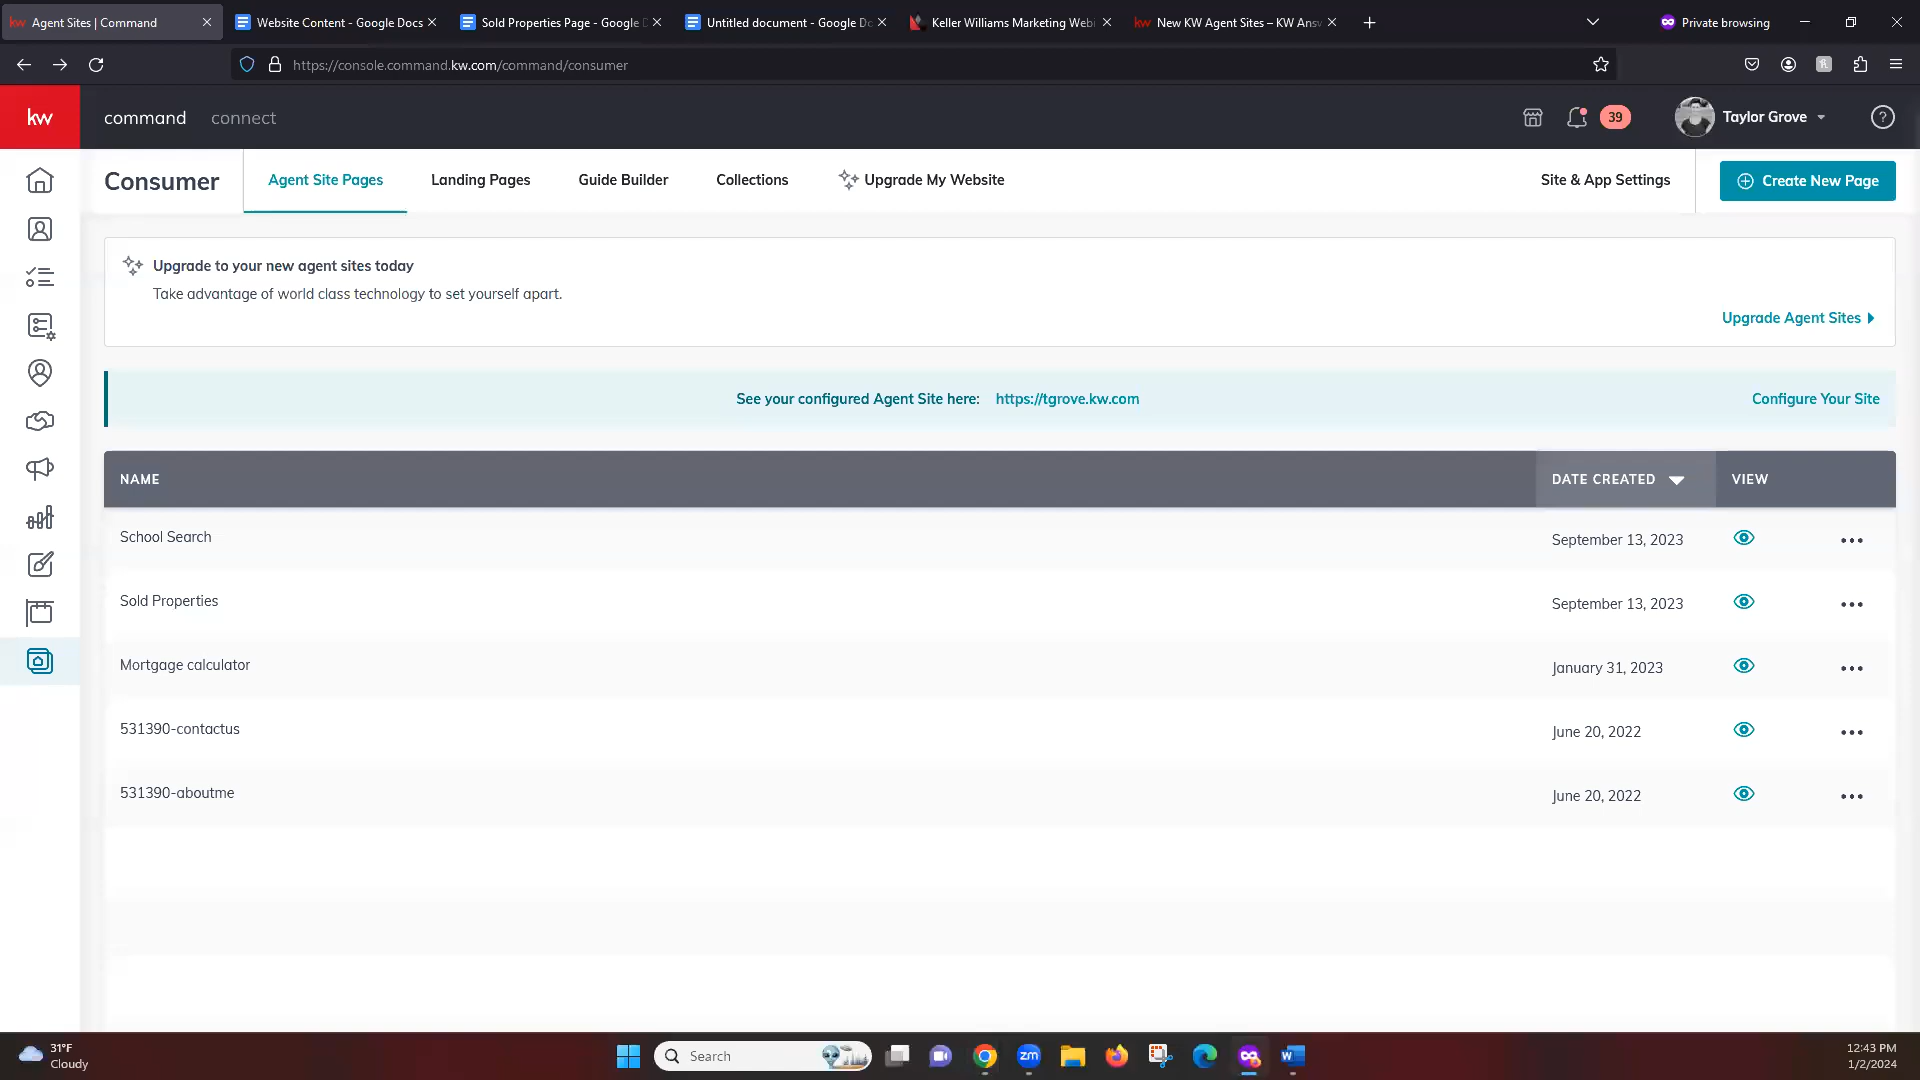 kw Agent Sites | Command
Website Content - Google Docs
Sold Properties Page - Google D
Untitled document - Google Do
Keller Williams Marketing Webi
kw New KW Agent Sites – KW Answ
Private browsing
https://console.command.kw.com/command/consumer
kw
command
connect
39
Taylor Grove
?
Consumer
Agent Site Pages
Landing Pages
Guide Builder
Collections
Upgrade My Website
Site & App Settings
Create New Page
Upgrade to your new agent sites today
Take advantage of world class technology to set yourself apart.
Upgrade Agent Sites
See your configured Agent Site here: https://tgrove.kw.com
Configure Your Site
NAME
DATE CREATED
VIEW
School Search
September 13, 2023
Sold Properties
September 13, 2023
Mortgage calculator
January 31, 2023
531390-contactus
June 20, 2022
531390-aboutme
June 20, 2022
31°F
Cloudy
Search
zm
W
12:43 PM
1/2/2024